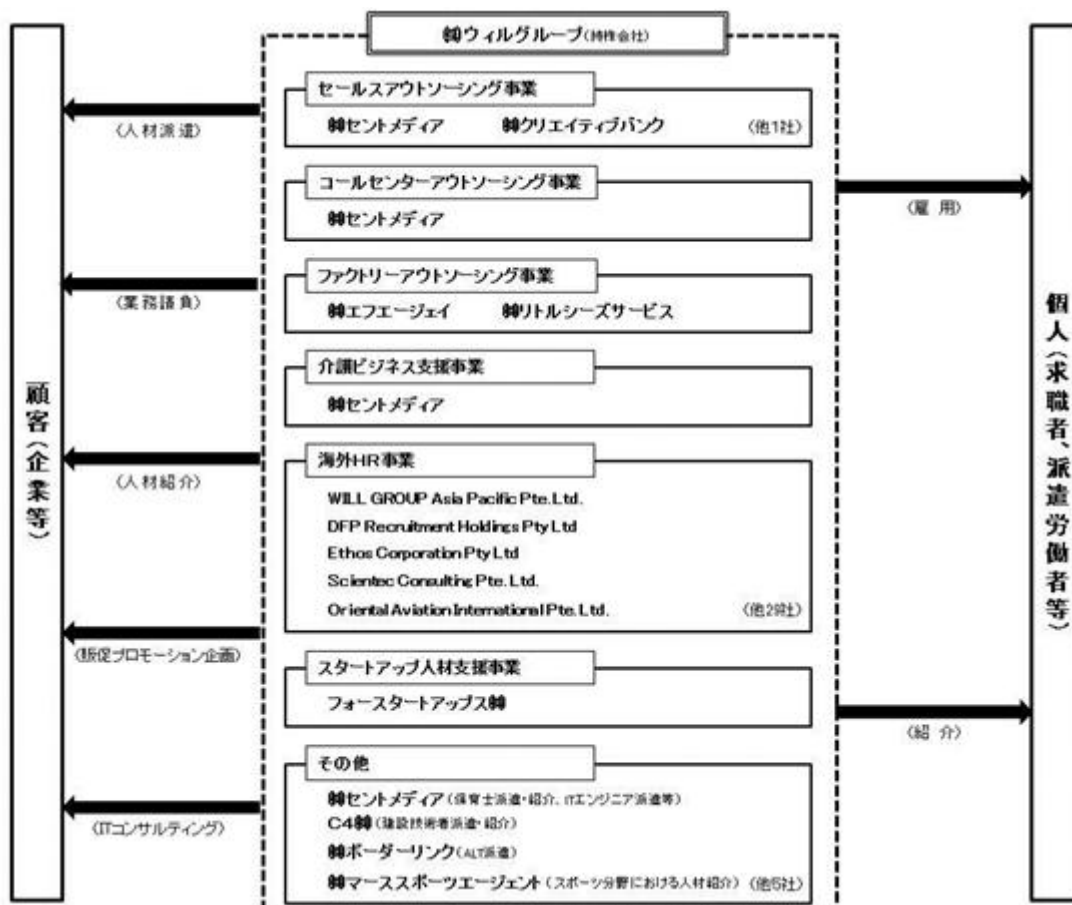 ㈱ウィルグループ(持株会社)
セールスアウトソーシング事業
㈱セントメディア ㈱クリエイティブバンク (他1社)
〈人材派遣〉
コールセンターアウトソーシング事業
㈱セントメディア
〈雇 用〉
ファクトリーアウトソーシング事業
㈱エフエージェイ ㈱リトルシーズサービス
〈業務請負〉
介護ビジネス支援事業
㈱セントメディア
顧客(企業等)
個人(求職者、派遣労働者等)
海外HR事業
WILL GROUP Asia Pacific Pte. Ltd.
DFP Recruitment Holdings Pty Ltd
Ethos Corporation Pty Ltd
Scientec Consulting Pte. Ltd.
Oriental Aviation International Pte. Ltd. (他29社)
〈人材紹介〉
〈販促プロモーション企画〉
スタートアップ人材支援事業
フォースタートアップス㈱
〈紹 介〉
その他
㈱セントメディア(保育士派遣・紹介、ITエンジニア派遣等)
C4㈱(建設技術者派遣・紹介)
㈱ボーダーリンク(ALT派遣)
㈱マーススポーツエージェント(スポーツ分野における人材紹介) (他5社)
〈ITコンサルティング〉